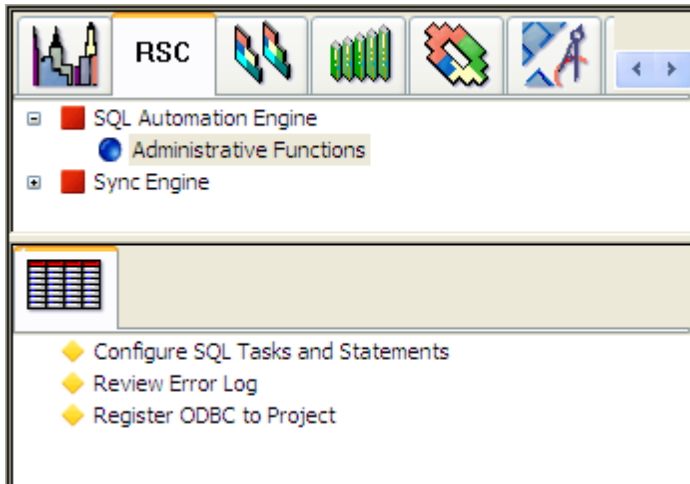 RSC
SQL Automation Engine
Administrative Functions
Sync Engine
Configure SQL Tasks and Statements
Review Error Log
Register ODBC to Project